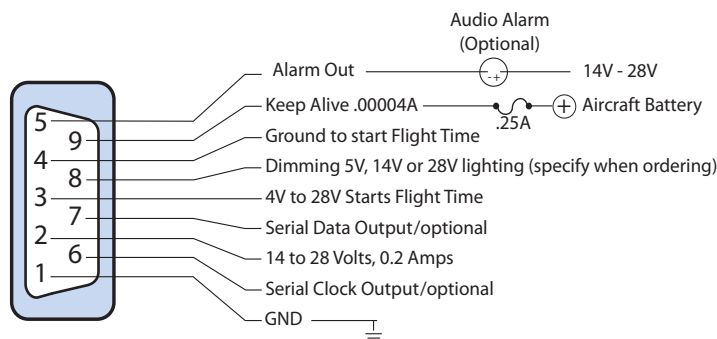 Audio Alarm
(Optional)
Alarm Out - + 14V - 28V
Keep Alive .00004A .25A + Aircraft Battery
Ground to start Flight Time
Dimming 5V, 14V or 28V lighting (specify when ordering)
4V to 28V Starts Flight Time
Serial Data Output/optional
14 to 28 Volts, 0.2 Amps
Serial Clock Output/optional
GND
5
9
4
8
3
7
2
6
1